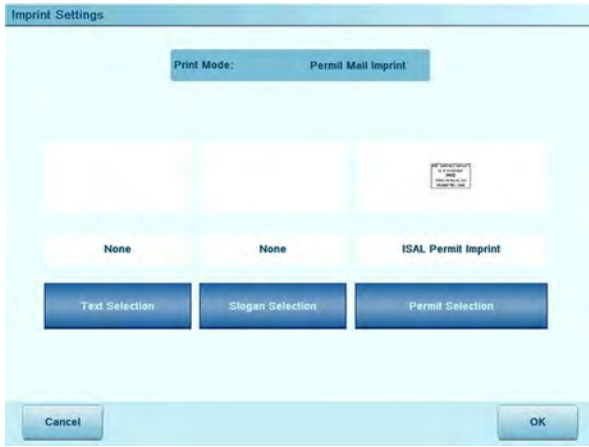 Imprint Settings
Print Mode: Permit Mail Imprint
None None ISAL Permit Imprint
Text Selection Slogan Selection Permit Selection
Cancel OK